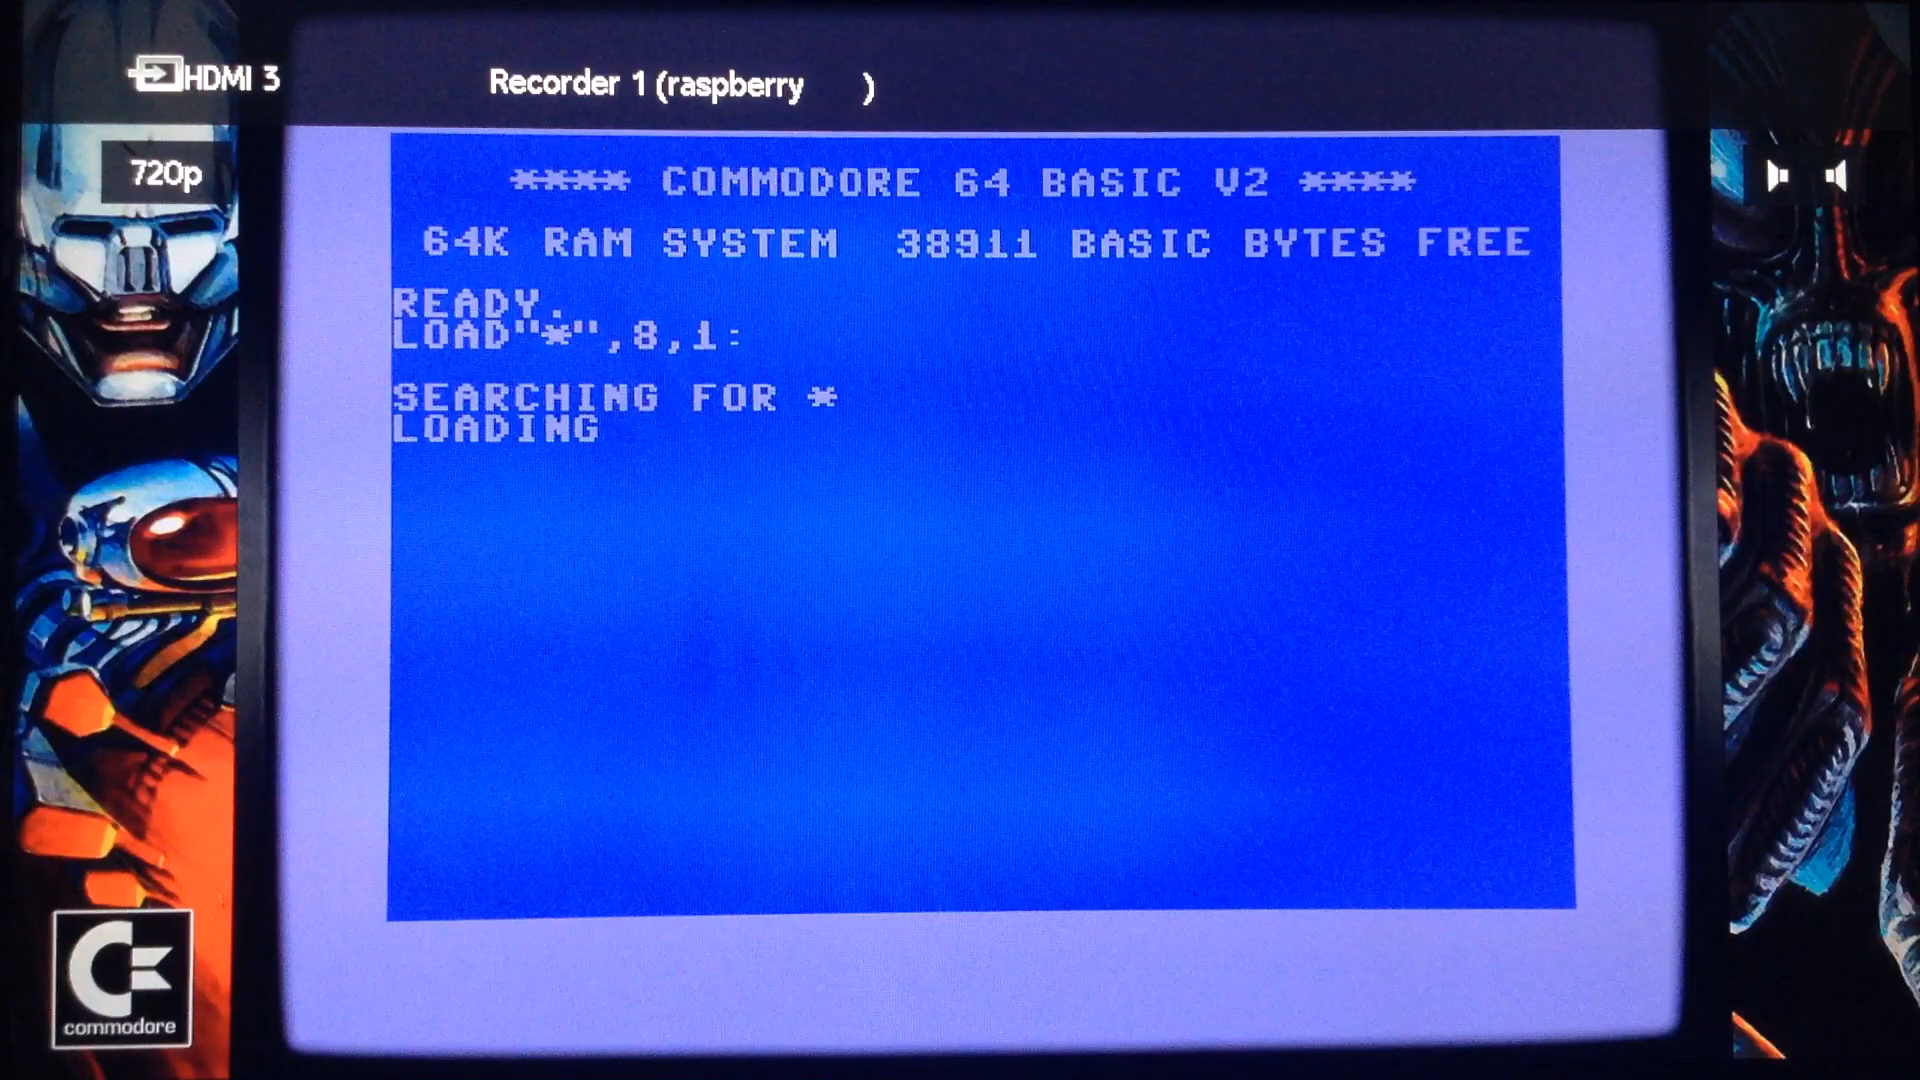 HDMI 3
Recorder 1 (raspberry )
720p
**** COMMODORE 64 BASIC V2 ****
64K RAM SYSTEM 38911 BASIC BYTES FREE
READY.
LOAD"*",8,1:
SEARCHING FOR *
LOADING
commodore